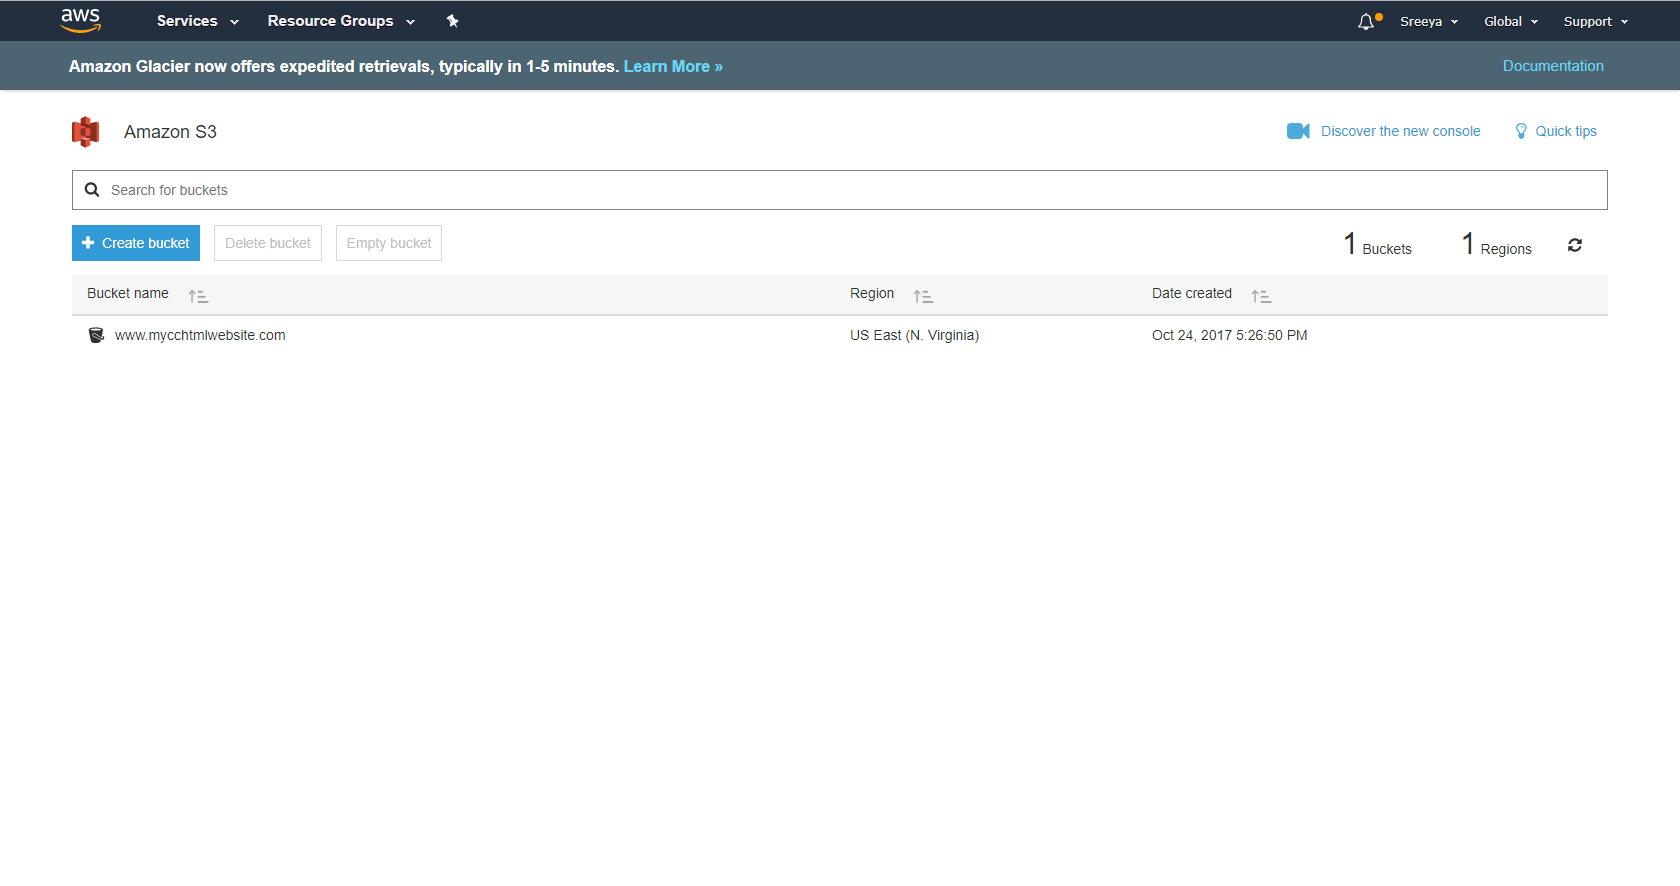 aws Services Resource Groups Sreeya Global Support
Amazon Glacier now offers expedited retrievals, typically in 1-5 minutes. Learn More » Documentation
Amazon S3 Discover the new console Quick tips
Search for buckets
Create bucket Delete bucket Empty bucket 1 Buckets 1 Regions
Bucket name Region Date created
www.mycchtmlwebsite.com US East (N. Virginia) Oct 24, 2017 5:26:50 PM